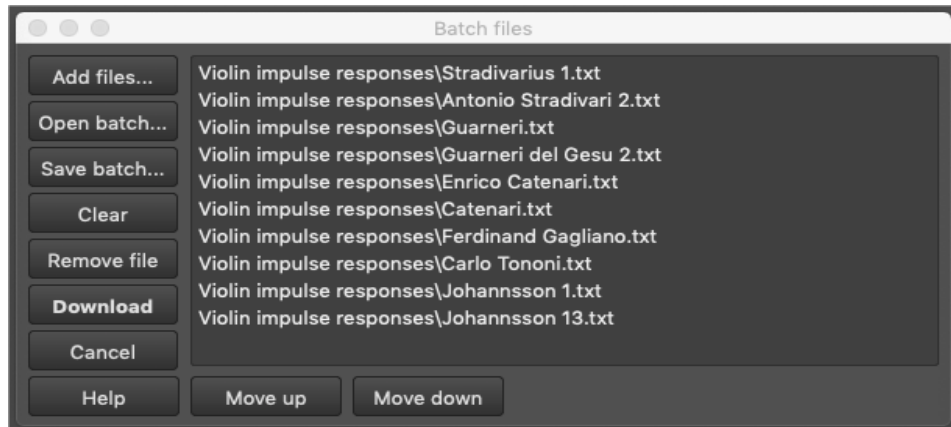 Batch files
Add files...
Open batch...
Save batch...
Clear
Remove file
Download
Cancel
Help
Violin impulse responses\Stradivarius 1.txt
Violin impulse responses\Antonio Stradivari 2.txt
Violin impulse responses\Guarneri.txt
Violin impulse responses\Guarneri del Gesu 2.txt
Violin impulse responses\Enrico Catenari.txt
Violin impulse responses\Catenari.txt
Violin impulse responses\Ferdinand Gagliano.txt
Violin impulse responses\Carlo Tononi.txt
Violin impulse responses\Johannsson 1.txt
Violin impulse responses\Johannsson 13.txt
Move up
Move down